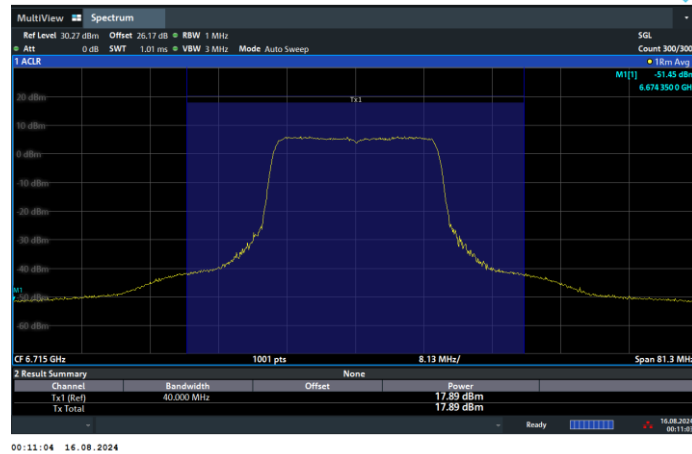 MultiView Spectrum
Ref Level 30.27 dBm Offset 26.17 dB RBW 1 MHz SGL
Att 0 dB SWT 1.01 ms VBW 3 MHz Mode Auto Sweep Count 300/300
1 ACLR 1Rm Avg
M1[1] -51.45 dBm
6.674 350 0 GH
Tx1
20 dBm
10 dBm
0 dBm
-10 dBm
-20 dBm
-30 dBm
-40 dBm
M1
-50 dBm
-60 dBm
CF 6.715 GHz 1001 pts 8.13 MHz/ Span 81.3 MHz
2 Result Summary None
Channel Bandwidth Offset Power
Tx1 (Ref) 40.000 MHz 17.89 dBm
Tx Total 17.89 dBm
Ready 16.08.2024
00:11:03
00:11:04 16.08.2024